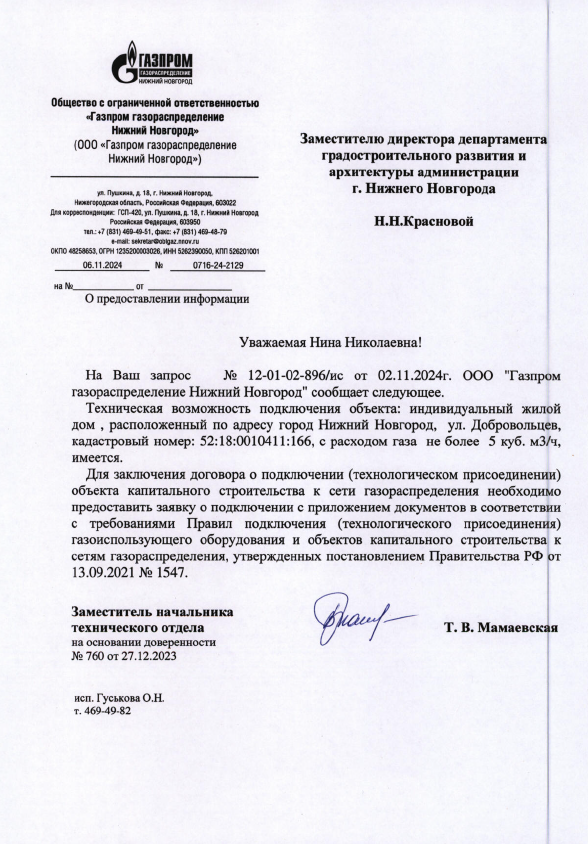 ГАЗПРОМ
ГАЗОРАСПРЕДЕЛЕНИЕ
НИЖНИЙ НОВГОРОД
Общество с ограниченной ответственностью
«Газпром газораспределение
Нижний Новгород»
(ООО «Газпром газораспределение
Нижний Новгород»)
ул. Пушкина, д. 18, г. Нижний Новгород,
Нижегородская область, Российская Федерация, 603022
Для корреспонденции: ГСП-420, ул. Пушкина, д. 18, г. Нижний Новгород
Российская Федерация, 603950
тел.: +7 (831) 469-49-51, факс: +7 (831) 469-48-79
e-mail: sekretar@oblgaz.nnov.ru
ОКПО 48258653, ОГРН 1235200003026, ИНН 5262390050, КПП 526201001
06.11.2024 № 0716-24-2129
на № от
О предоставлении информации
Заместителю директора департамента
градостроительного развития и
архитектуры администрации
г. Нижнего Новгорода
Н.Н.Красновой
Уважаемая Нина Николаевна!
На Ваш запрос № 12-01-02-896/ис от 02.11.2024г. ООО "Газпром
газораспределение Нижний Новгород" сообщает следующее.
Техническая возможность подключения объекта: индивидуальный жилой
дом , расположенный по адресу город Нижний Новгород, ул. Добровольцев,
кадастровый номер: 52:18:0010411:166, с расходом газа не более 5 куб. м3/ч,
имеется.
Для заключения договора о подключении (технологическом присоединении)
объекта капитального строительства к сети газораспределения необходимо
предоставить заявку о подключении с приложением документов в соответствии
с требованиями Правил подключения (технологического присоединения)
газоиспользующего оборудования и объектов капитального строительства к
сетям газораспределения, утвержденных постановлением Правительства РФ от
13.09.2021 № 1547.
Заместитель начальника
технического отдела
на основании доверенности
№ 760 от 27.12.2023
Т. В. Мамаевская
исп. Гуськова О.Н.
т. 469-49-82